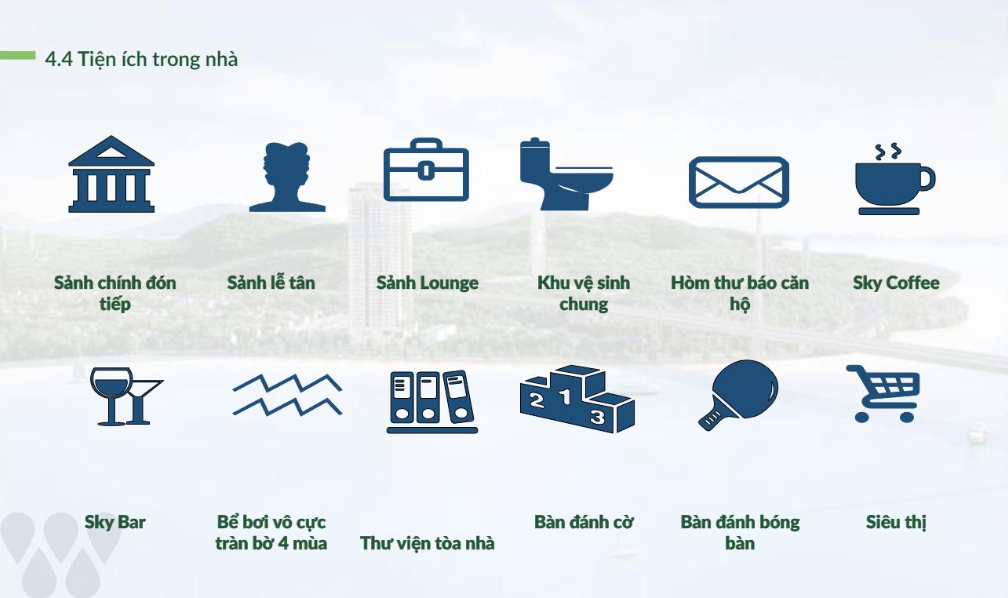 4.4 Tiện ích trong nhà
Sảnh chính đón
tiếp
Sảnh lễ tân
Sảnh Lounge
Khu vệ sinh
chung
Hòm thư báo căn
hộ
Sky Coffee
2 1 3
Sky Bar
Bể bơi vô cực
tràn bờ 4 mùa
Thư viện tòa nhà
Bàn đánh cờ
Bàn đánh bóng
bàn
Siêu thị